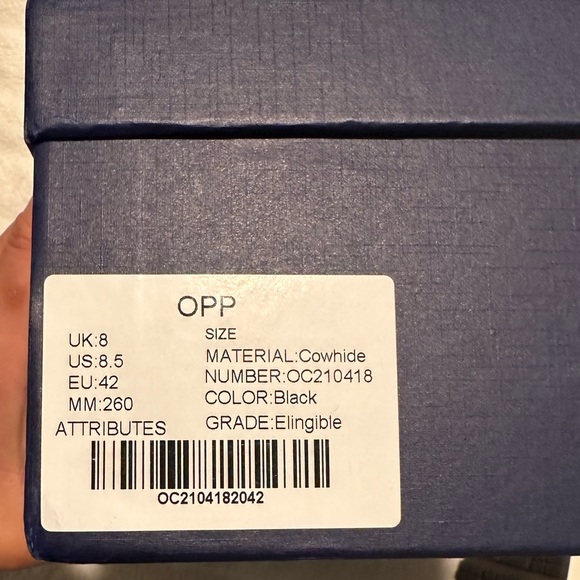 OPP
SIZE
UK:8
US:8.5
EU:42
MM:260
ATTRIBUTES
MATERIAL:Cowhide
NUMBER:OC210418
COLOR:Black
GRADE:Elingible
OC2104182042